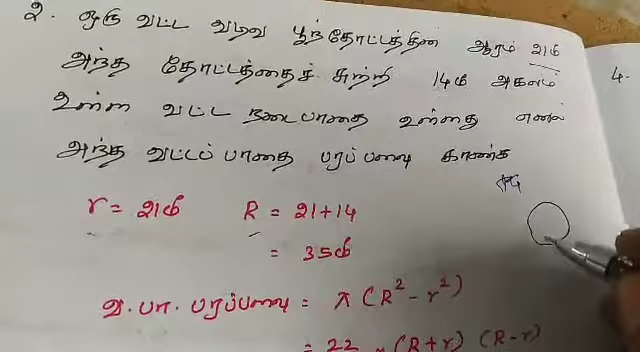 2. ஒரு வட்ட வடிவ பூந்தோட்டத்தின் ஆரம் 21மீ
அந்த தோட்டத்தைச் சுற்றி 14மீ அகலம்
உள்ள வட்ட நடைபாதை உள்ளது எனில்
அந்த வட்டப் பாதை பரப்பளவு காண்க
r = 21மீ R = 21+14
= 35மீ
வ.பா. பரப்பளவு = π (R² - r²)
= 22 × (R+r) (R-r)
4.